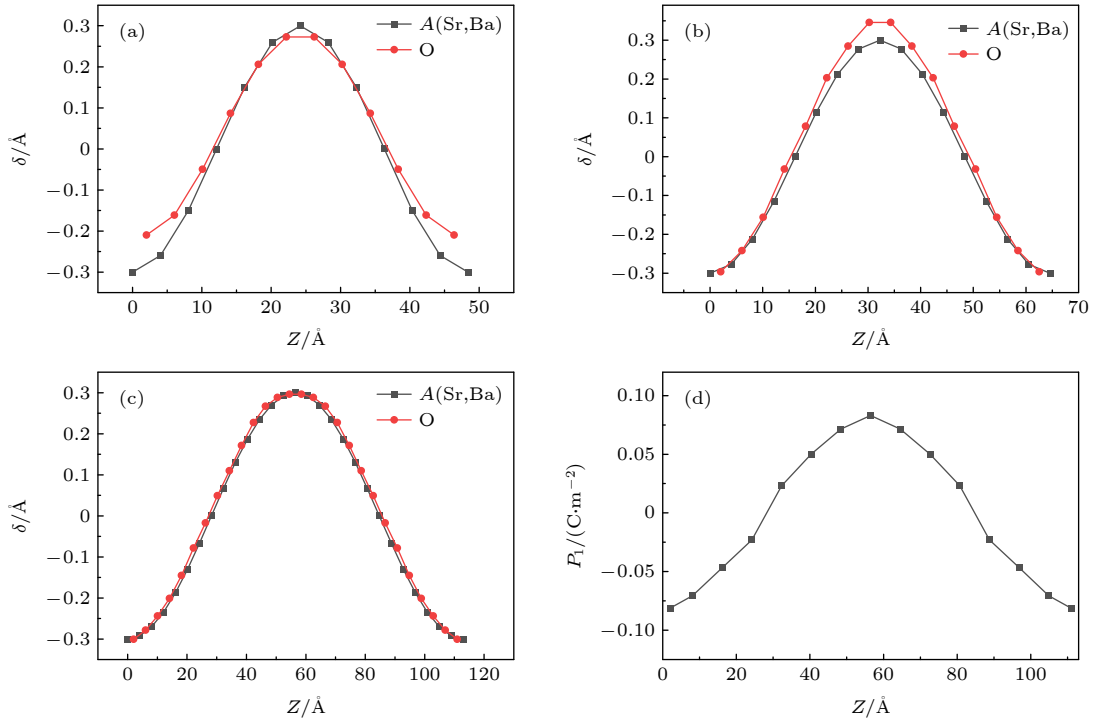 (a)
A(Sr,Ba)
O
0.3
0.2
0.1
0
−0.1
−0.2
−0.3
δ/Å
0 10 20 30 40 50
Z/Å
(b)
A(Sr,Ba)
O
0.3
0.2
0.1
0
−0.1
−0.2
−0.3
δ/Å
−10 0 10 20 30 40 50 60 70
Z/Å
(c)
A(Sr,Ba)
O
0.3
0.2
0.1
0
−0.1
−0.2
−0.3
δ/Å
0 20 40 60 80 100 120
Z/Å
(d)
0.10
0.05
0
−0.05
−0.10
P₁/(C·m⁻²)
0 20 40 60 80 100
Z/Å